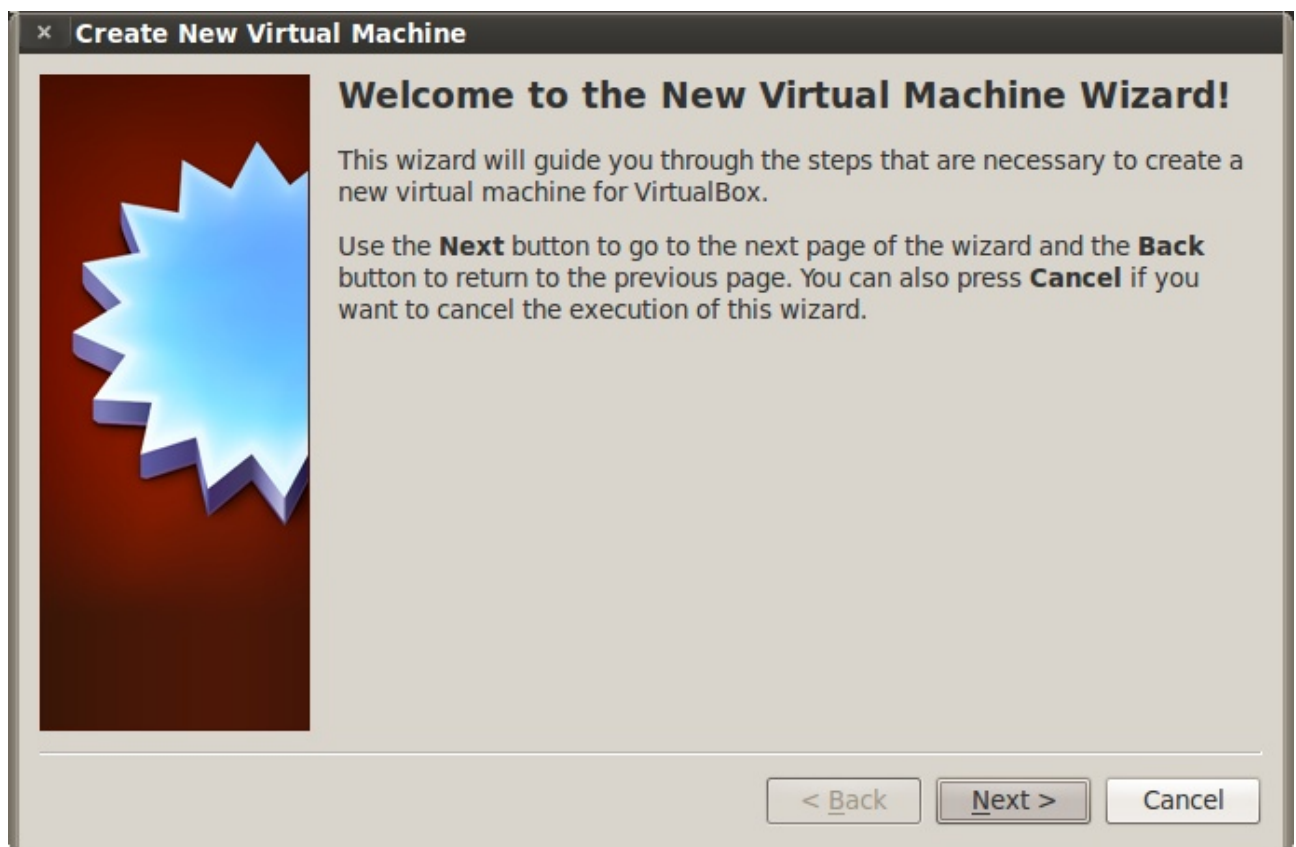 × Create New Virtual Machine
Welcome to the New Virtual Machine Wizard!
This wizard will guide you through the steps that are necessary to create a
new virtual machine for VirtualBox.
Use the Next button to go to the next page of the wizard and the Back
button to return to the previous page. You can also press Cancel if you
want to cancel the execution of this wizard.
< Back Next > Cancel